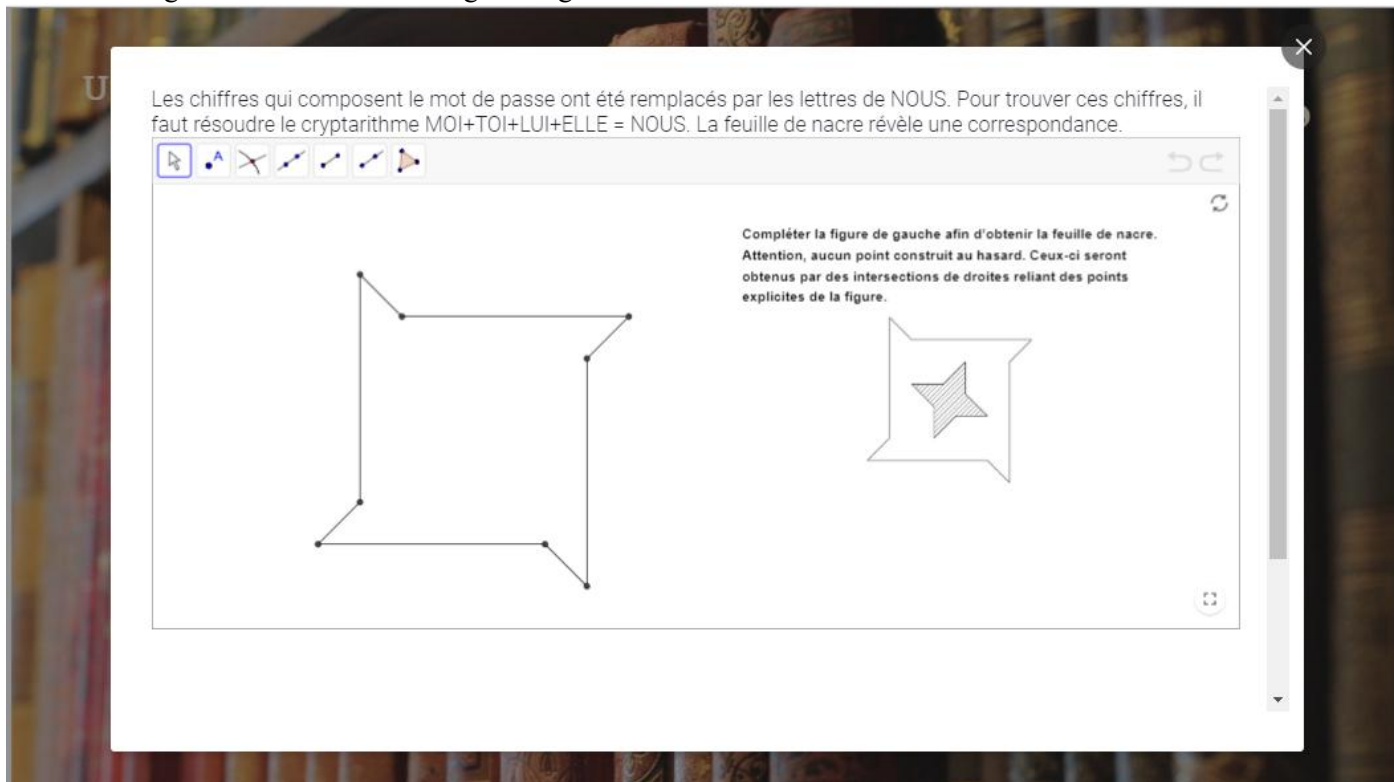 U
Les chiffres qui composent le mot de passe ont été remplacés par les lettres de NOUS. Pour trouver ces chiffres, il
faut résoudre le cryptarithme MOI+TOI+LUI+ELLE = NOUS. La feuille de nacre révèle une correspondance.
A
Compléter la figure de gauche afin d'obtenir la feuille de nacre.
Attention, aucun point construit au hasard. Ceux-ci seront
obtenus par des intersections de droites reliant des points
explicites de la figure.